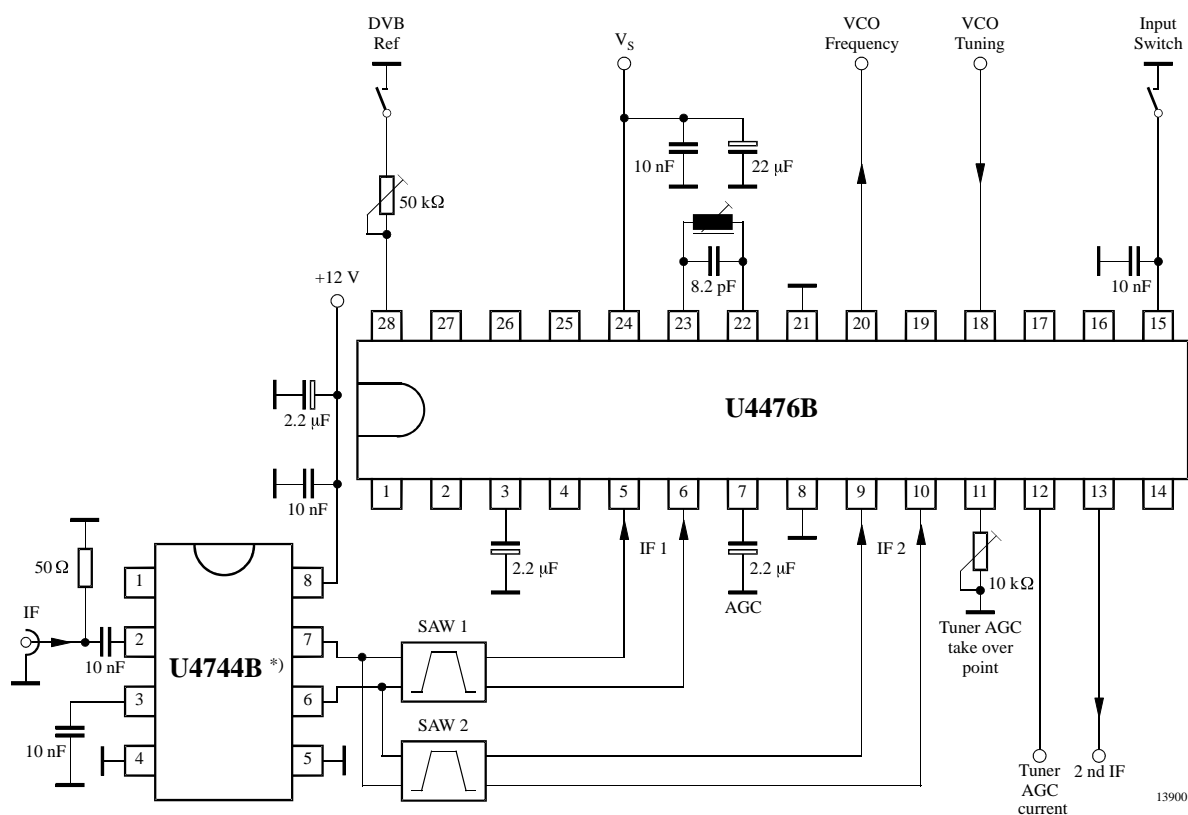 DVB
Ref
V_S
VCO
Frequency
VCO
Tuning
Input
Switch
10 nF
22 µF
50 kΩ
8.2 pF
10 nF
+12 V
28
27
26
25
24
23
22
21
20
19
18
17
16
15
2.2 µF
U4476B
10 nF
1
2
3
4
5
6
7
8
9
10
11
12
13
14
50 Ω
IF 1
IF 2
2.2 µF
2.2 µF
10 kΩ
AGC
Tuner AGC
take over
point
IF
10 nF
1
2
3
4
8
7
6
5
U4744B *)
10 nF
SAW 1
SAW 2
Tuner
AGC
current
2 nd IF
13900